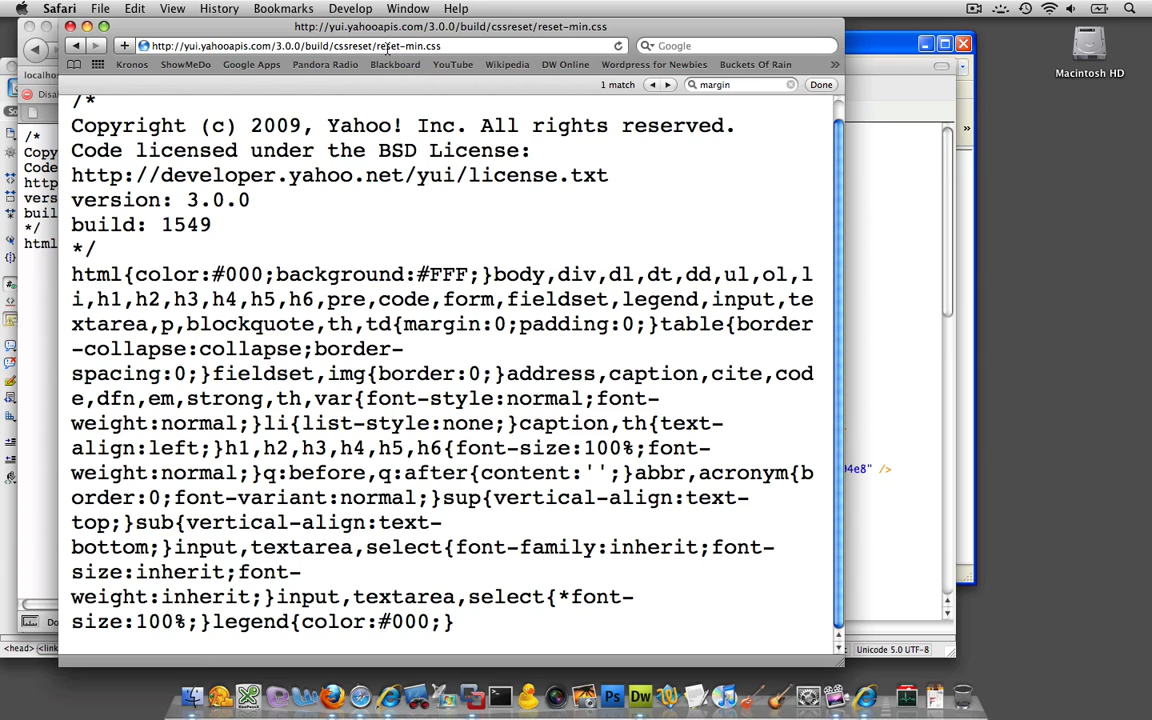 Safari File Edit View History Bookmarks Develop Window Help
http://yui.yahooapis.com/3.0.0/build/cssreset/reset-min.css
http://yui.yahooapis.com/3.0.0/build/cssreset/reset-min.css
Google
Kronos ShowMeDo Google Apps Pandora Radio Blackboard YouTube Wikipedia DW Online Wordpress for Newbies Buckets Of Rain
1 match margin Done
/*
Copyright (c) 2009, Yahoo! Inc. All rights reserved.
Code licensed under the BSD License:
http://developer.yahoo.net/yui/license.txt
version: 3.0.0
build: 1549
*/
html{color:#000;background:#FFF;}body,div,dl,dt,dd,ul,ol,l
i,h1,h2,h3,h4,h5,h6,pre,code,form,fieldset,legend,input,te
xtarea,p,blockquote,th,td{margin:0;padding:0;}table{border
-collapse:collapse;border-
spacing:0;}fieldset,img{border:0;}address,caption,cite,cod
e,dfn,em,strong,th,var{font-style:normal;font-
weight:normal;}li{list-style:none;}caption,th{text-
align:left;}h1,h2,h3,h4,h5,h6{font-size:100%;font-
weight:normal;}q:before,q:after{content:'';}abbr,acronym{b
order:0;font-variant:normal;}sup{vertical-align:text-
top;}sub{vertical-align:text-
bottom;}input,textarea,select{font-family:inherit;font-
size:inherit;font-
weight:inherit;}input,textarea,select{*font-
size:100%;}legend{color:#000;}
localho
Disa
/*
Copy
Code
http
vers
buil
*/
html
Macintosh HD
94e8" />
<head> <link
Unicode 5.0 UTF-8